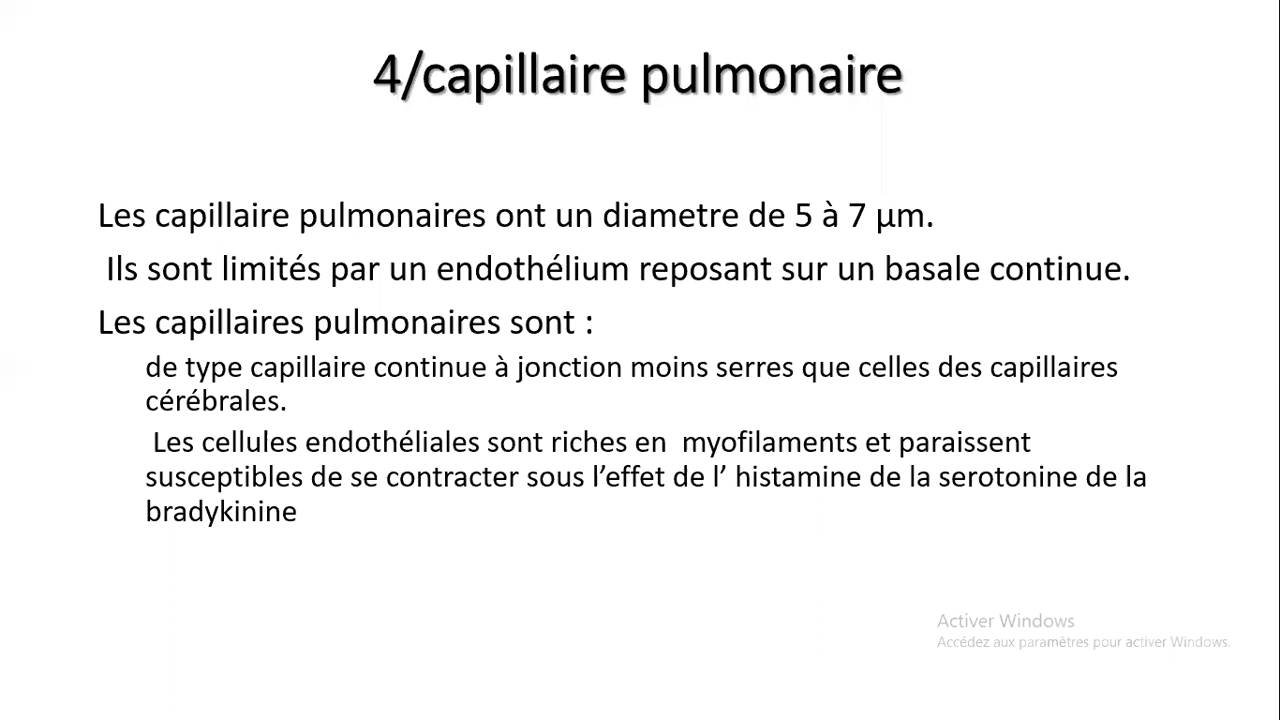 4/capillaire pulmonaire
Les capillaire pulmonaires ont un diametre de 5 à 7 µm.
Ils sont limités par un endothélium reposant sur un basale continue.
Les capillaires pulmonaires sont :
de type capillaire continue à jonction moins serres que celles des capillaires
cérébrales.
Les cellules endothéliales sont riches en myofilaments et paraissent
susceptibles de se contracter sous l’effet de l’ histamine de la serotonine de la
bradykinine
Activer Windows
Accédez aux paramètres pour activer Windows.